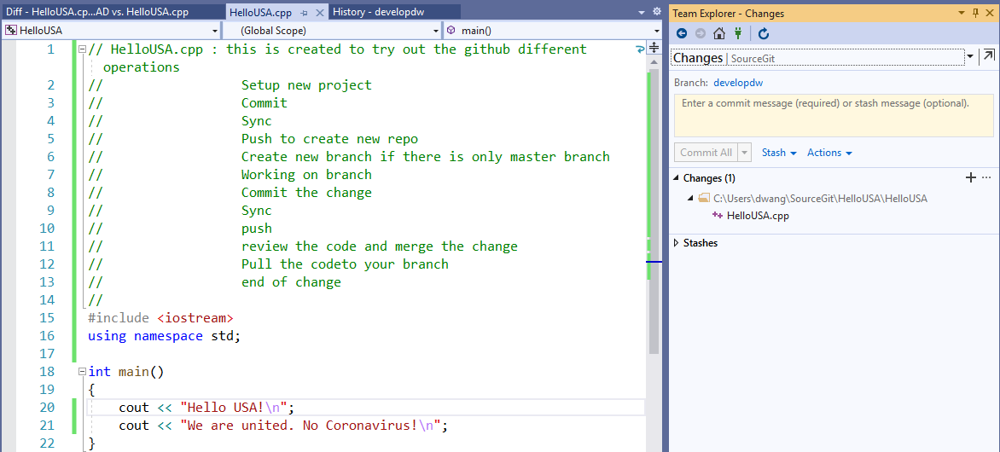 Diff - HelloUSA.cp...AD vs. HelloUSA.cpp
HelloUSA.cpp
History - developdw
HelloUSA
(Global Scope)
main()
1 // HelloUSA.cpp : this is created to try out the github different
operations
2 // Setup new project
3 // Commit
4 // Sync
5 // Push to create new repo
6 // Create new branch if there is only master branch
7 // Working on branch
8 // Commit the change
9 // Sync
10 // push
11 // review the code and merge the change
12 // Pull the codeto your branch
13 // end of change
14 //
15 #include <iostream>
16 using namespace std;
17
18 int main()
19 {
20 cout << "Hello USA!\n";
21 cout << "We are united. No Coronavirus!\n";
22 }
Team Explorer - Changes
Changes | SourceGit
Branch: developdw
Enter a commit message (required) or stash message (optional).
Commit All
Stash
Actions
Changes (1)
C:\Users\dwang\SourceGit\HelloUSA\HelloUSA
HelloUSA.cpp
Stashes